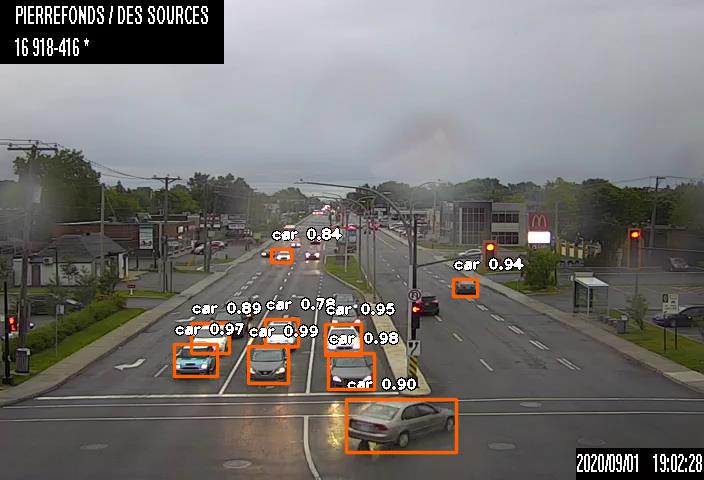 PIERREFONDS / DES SOURCES
16 918-416 *
car 0.84
car 0.94
car 0.89
car 0.78
car 0.95
car 0.97
car 0.99
car 0.98
car 0.90
2020/09/01 19:02:28